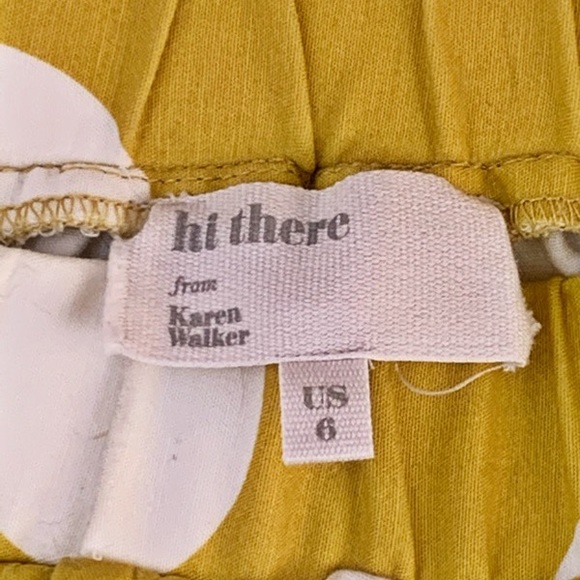 hi there
from
Karen
Walker
US
6